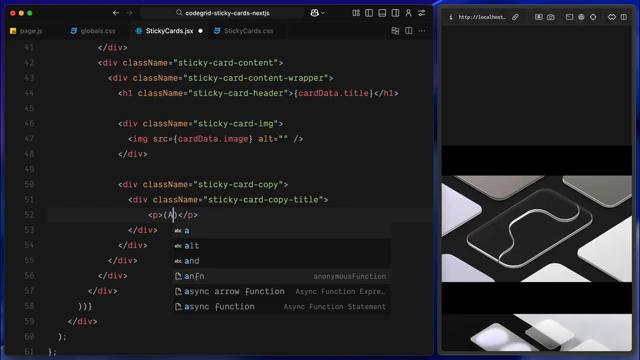 codegrid-sticky-cards-nextjs
page.js
globals.css
StickyCards.jsx
StickyCards.css
http://localhost...
41 </div>
42 <div className="sticky-card-content">
43 <div className="sticky-card-content-wrapper">
44 <h1 className="sticky-card-header">{cardData.title}</h1>
45
46 <div className="sticky-card-img">
47 <img src={cardData.image} alt="" />
48 </div>
49
50 <div className="sticky-card-copy">
51 <div className="sticky-card-copy-title">
52 <p>(A)</p>
53 </div>
abc a
54 </div>
abc alt
55 </div>
abc and
56 </div>
anfn anonymousFunction
57 </div>
async arrow function Async Function Expre...
58 ))}
async function Async Function Statement
59 </div>
60 );
61 };